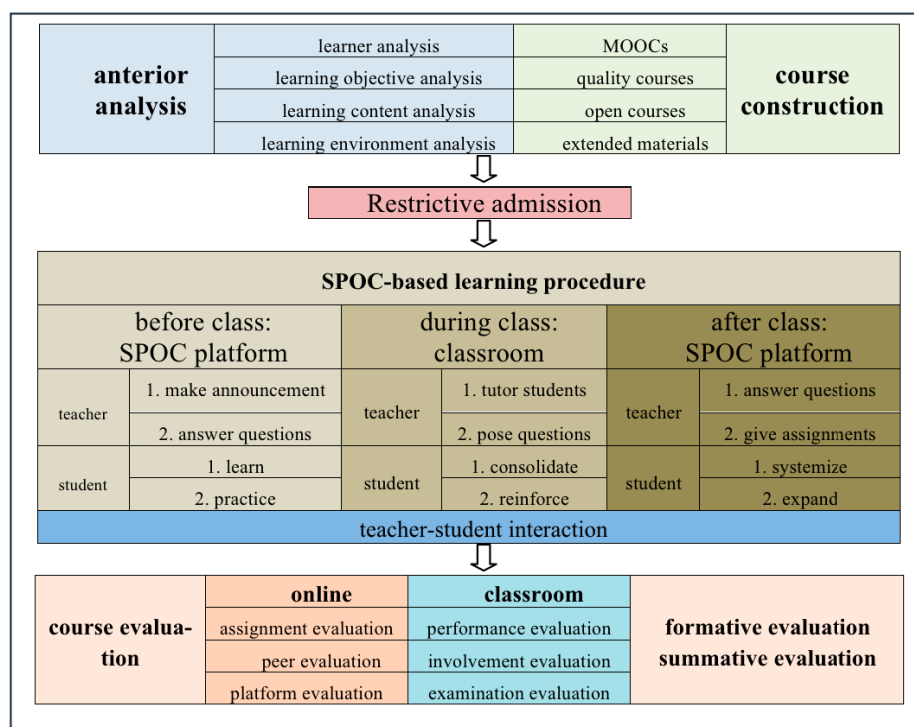 anterior
analysis
learner analysis
learning objective analysis
learning content analysis
learning environment analysis
MOOCs
quality courses
open courses
extended materials
course
construction
Restrictive admission
SPOC-based learning procedure
before class:
SPOC platform
during class:
classroom
after class:
SPOC platform
teacher
1. make announcement
2. answer questions
teacher
1. tutor students
2. pose questions
teacher
1. answer questions
2. give assignments
student
1. learn
2. practice
student
1. consolidate
2. reinforce
student
1. systemize
2. expand
teacher-student interaction
course evalua-
tion
online
assignment evaluation
peer evaluation
platform evaluation
classroom
performance evaluation
involvement evaluation
examination evaluation
formative evaluation
summative evaluation